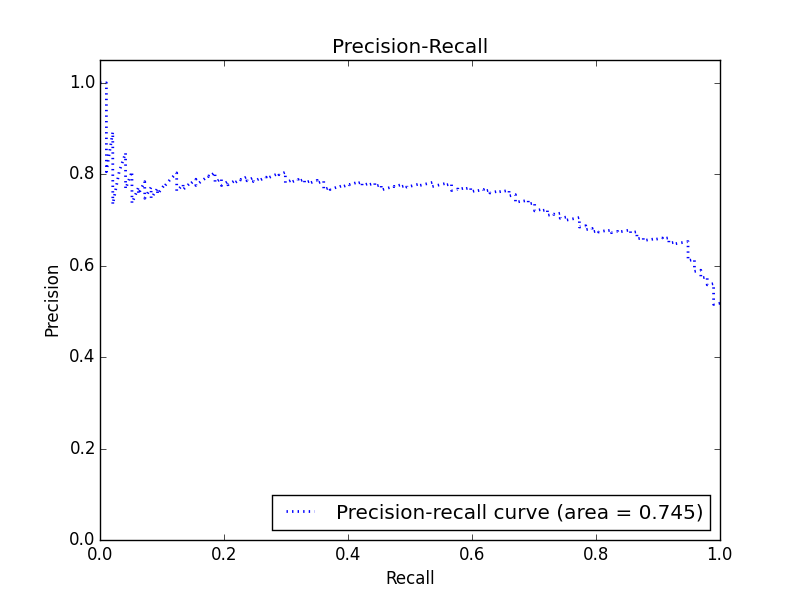 Precision-Recall
1.0
0.8
0.6
0.4
0.2
0.0
Precision
Precision-recall curve (area = 0.745)
0.0 0.2 0.4 0.6 0.8 1.0
Recall